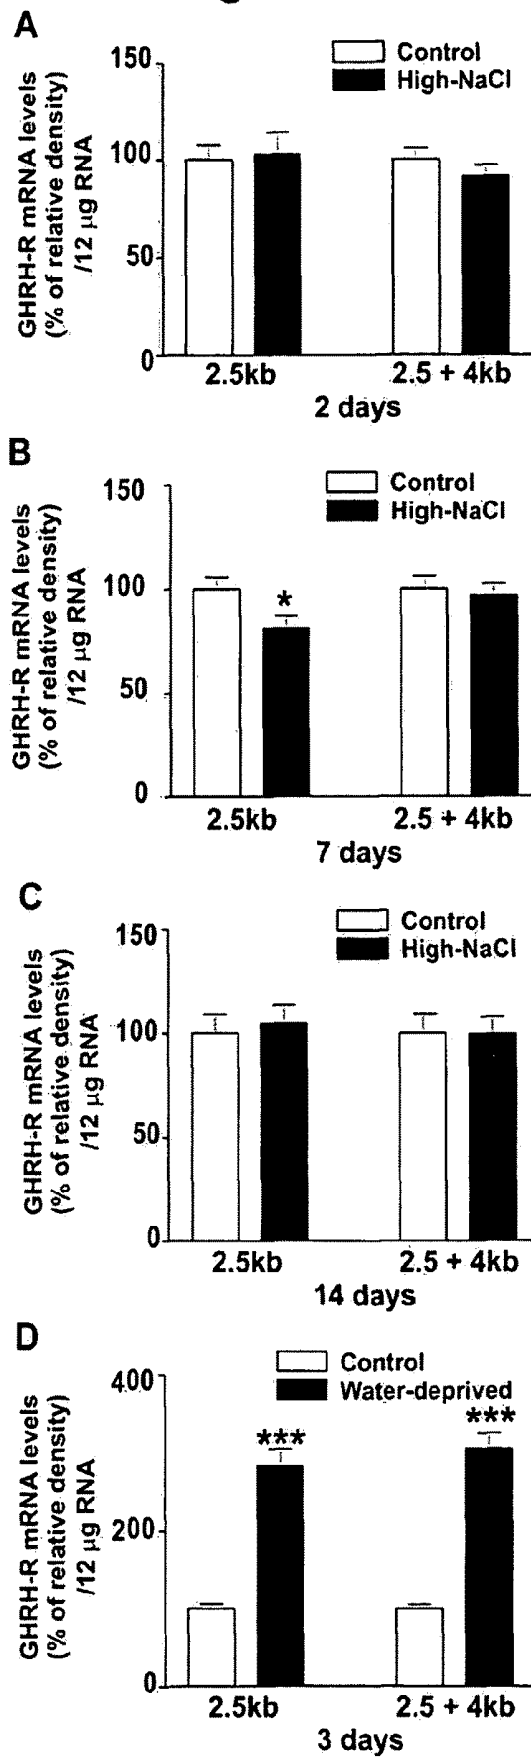 A
GHRH-R mRNA levels
(% of relative density)
/12 µg RNA
150
100
50
0
Control
High-NaCl
2.5kb
2.5 + 4kb
2 days
B
GHRH-R mRNA levels
(% of relative density)
/12 µg RNA
150
100
50
0
Control
High-NaCl
*
2.5kb
2.5 + 4kb
7 days
C
GHRH-R mRNA levels
(% of relative density)
/12 µg RNA
150
100
50
0
Control
High-NaCl
2.5kb
2.5 + 4kb
14 days
D
GHRH-R mRNA levels
(% of relative density)
/12 µg RNA
400
200
0
Control
Water-deprived
***
***
2.5kb
2.5 + 4kb
3 days